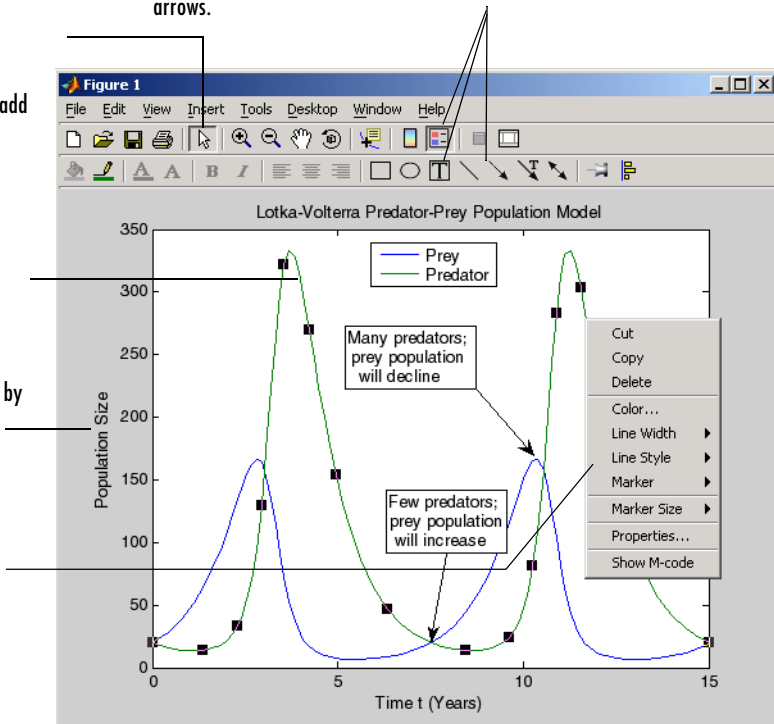 arrows.
add
by
Figure 1
File Edit View Insert Tools Desktop Window Help
A A B I T T
Lotka-Volterra Predator-Prey Population Model
Prey
Predator
Many predators;
prey population
will decline
Few predators;
prey population
will increase
Cut
Copy
Delete
Color...
Line Width
Line Style
Marker
Marker Size
Properties...
Show M-code
350
300
250
200
150
100
50
0
Population Size
0 5 10 15
Time t (Years)